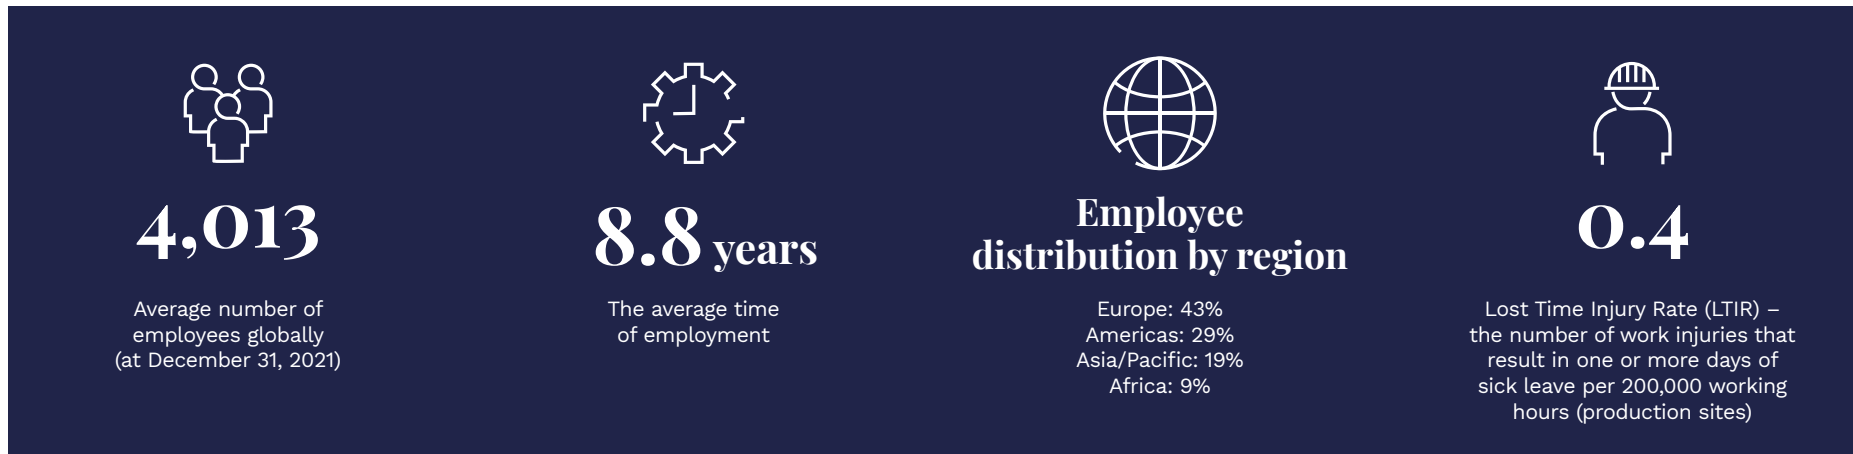 4,013
Average number of
employees globally
(at December 31, 2021)
8.8 years
The average time
of employment
Employee
distribution by region
Europe: 43%
Americas: 29%
Asia/Pacific: 19%
Africa: 9%
0.4
Lost Time Injury Rate (LTIR) –
the number of work injuries that
result in one or more days of
sick leave per 200,000 working
hours (production sites)